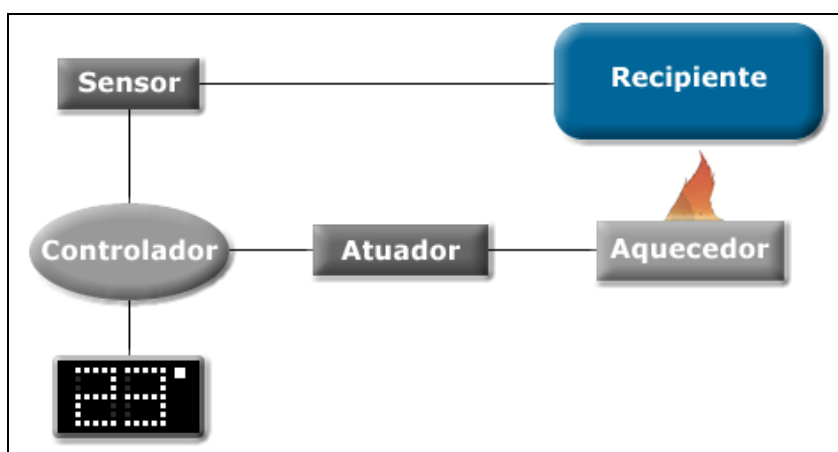 Sensor
Recipiente
Controlador
Atuador
Aquecedor